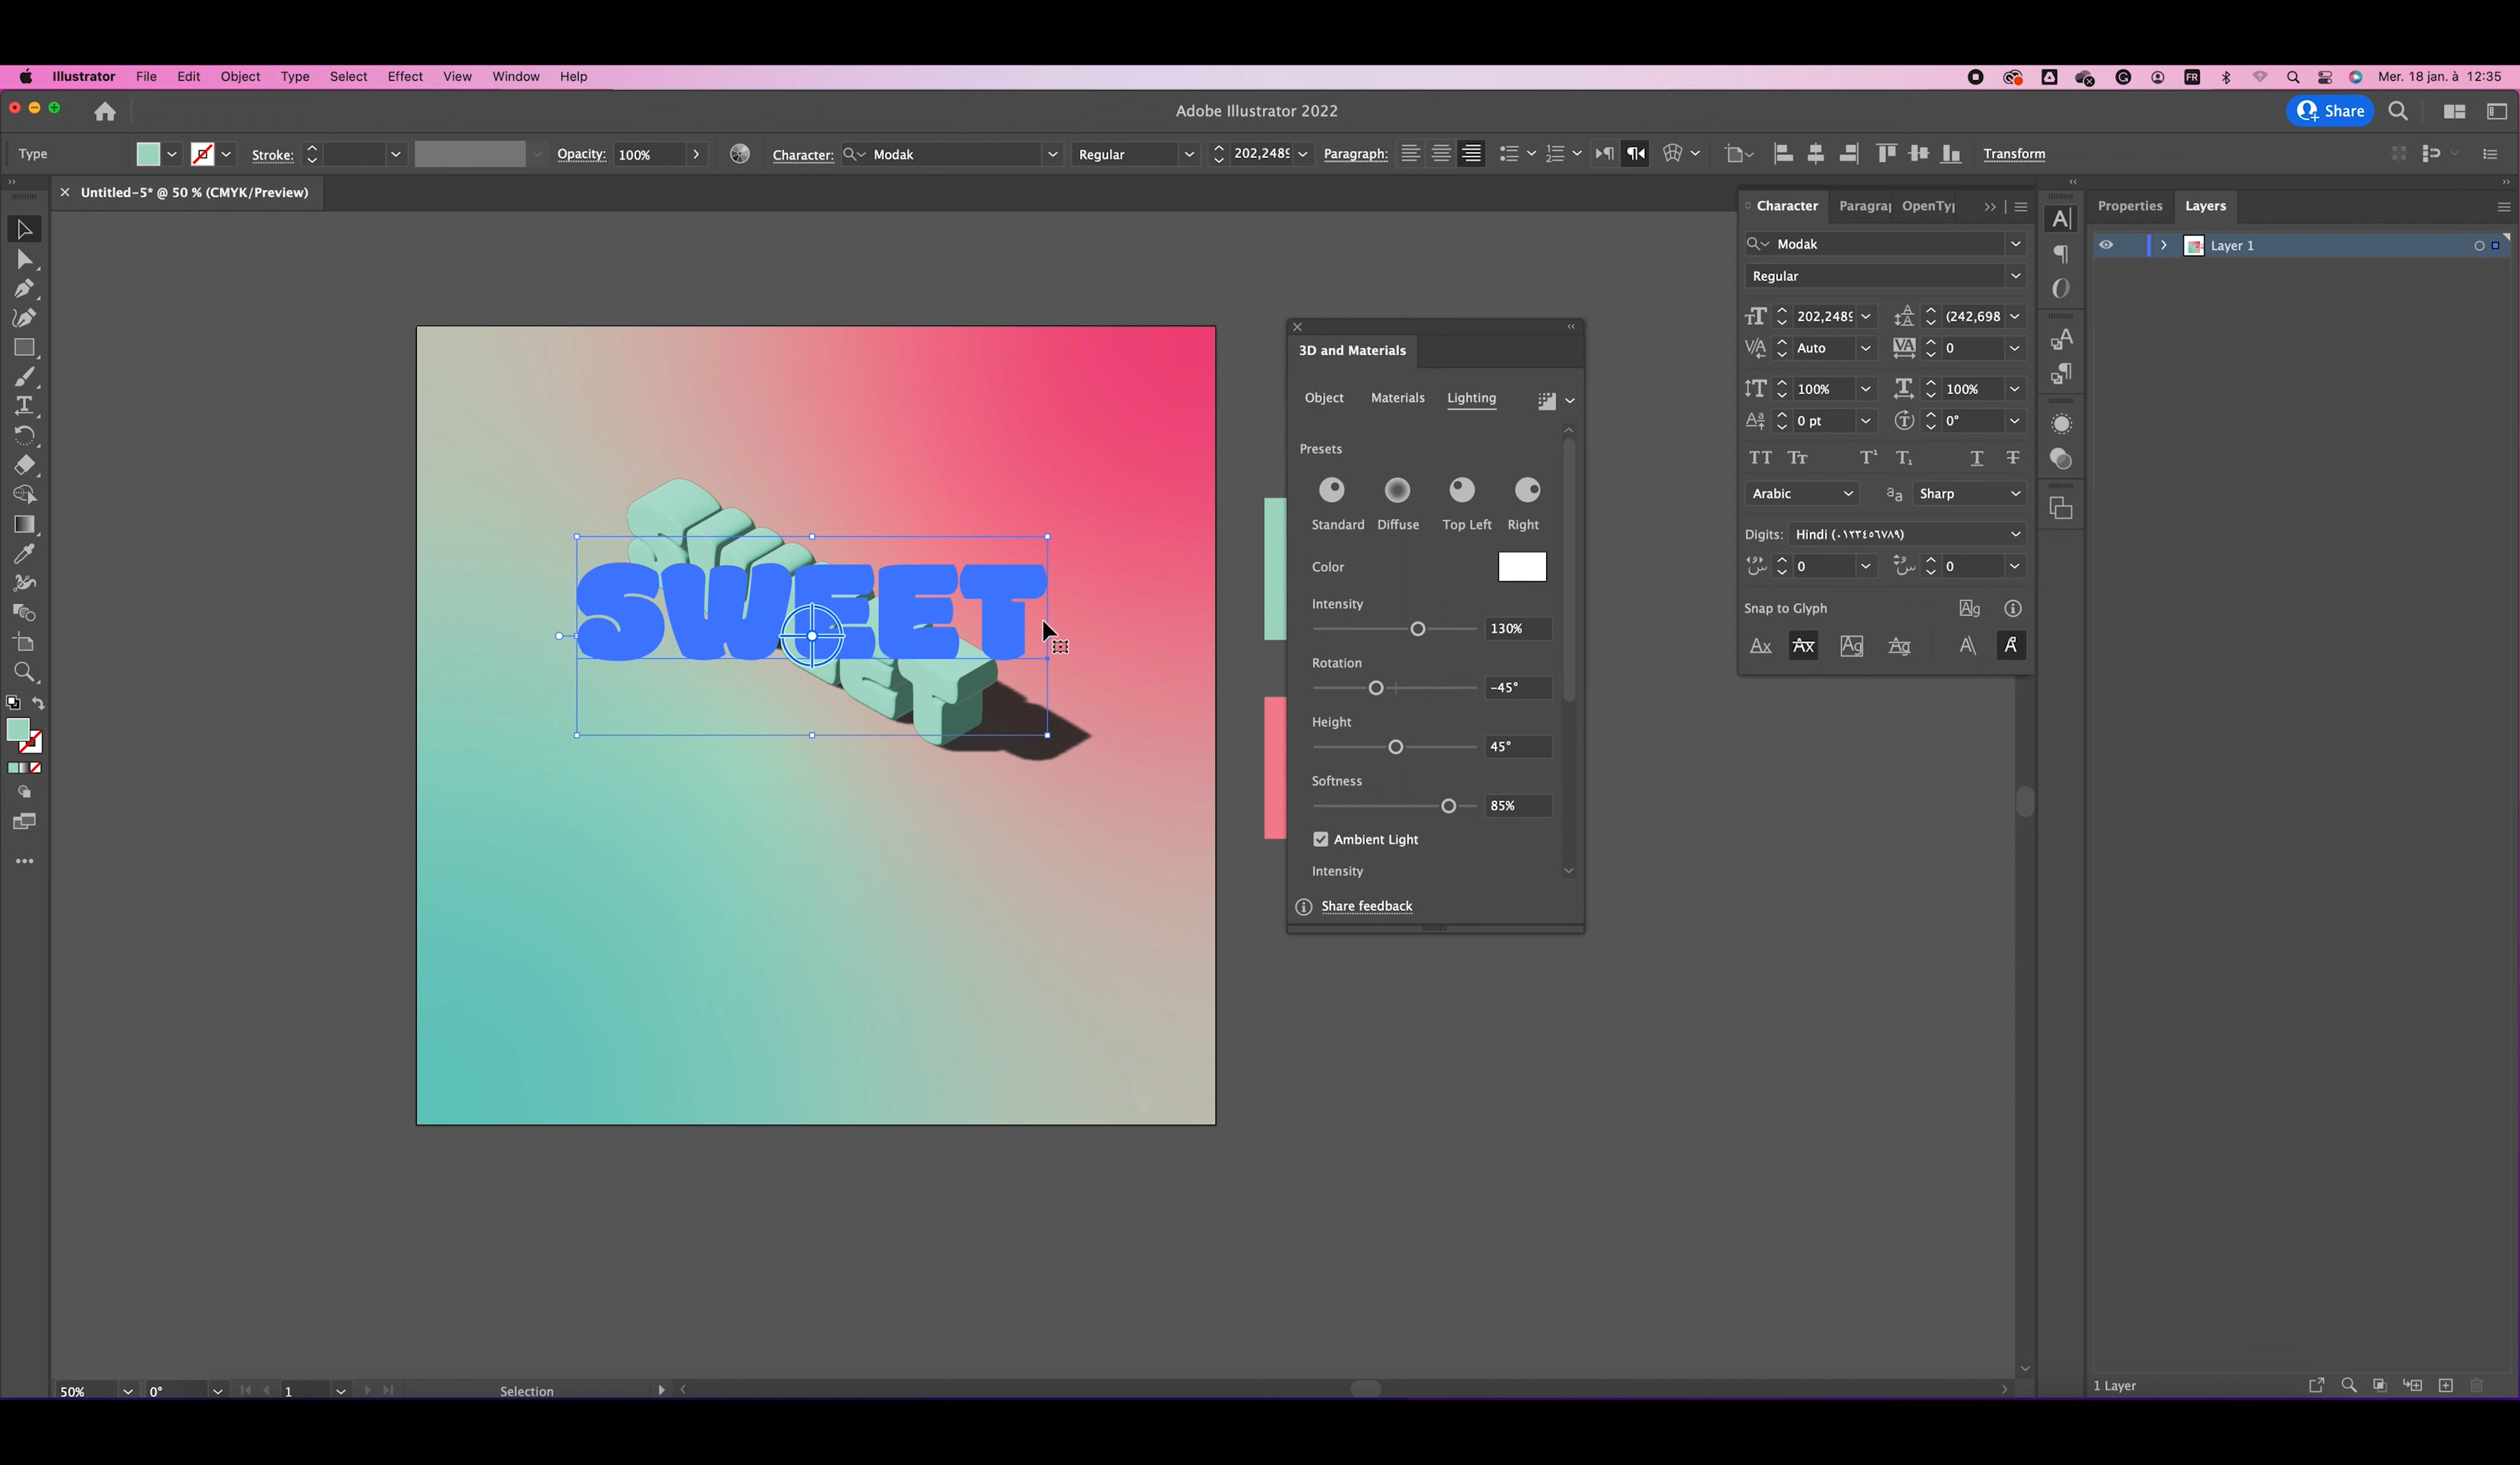 Illustrator File Edit Object Type Select Effect View Window Help
FR Mer. 18 jan. à 12:35
Adobe Illustrator 2022
Share
Type Stroke: Opacity: 100% Character: Modak Regular 202,2489 Paragraph: Transform
Untitled-5* @ 50 % (CMYK/Preview)
Character Paragraph OpenTy
Properties Layers
Modak
Layer 1
Regular
202,2489 (242,698
Auto 0
100% 100%
0 pt 0°
Arabic Sharp
Digits: Hindi (٠١٢٣٤٥٦٧٨٩)
0 0
Snap to Glyph
3D and Materials
Object Materials Lighting
Presets
Standard Diffuse Top Left Right
Color
Intensity
130%
Rotation
-45°
Height
45°
Softness
85%
Ambient Light
Intensity
Share feedback
SWEET
50% 0° 1 Selection
1 Layer